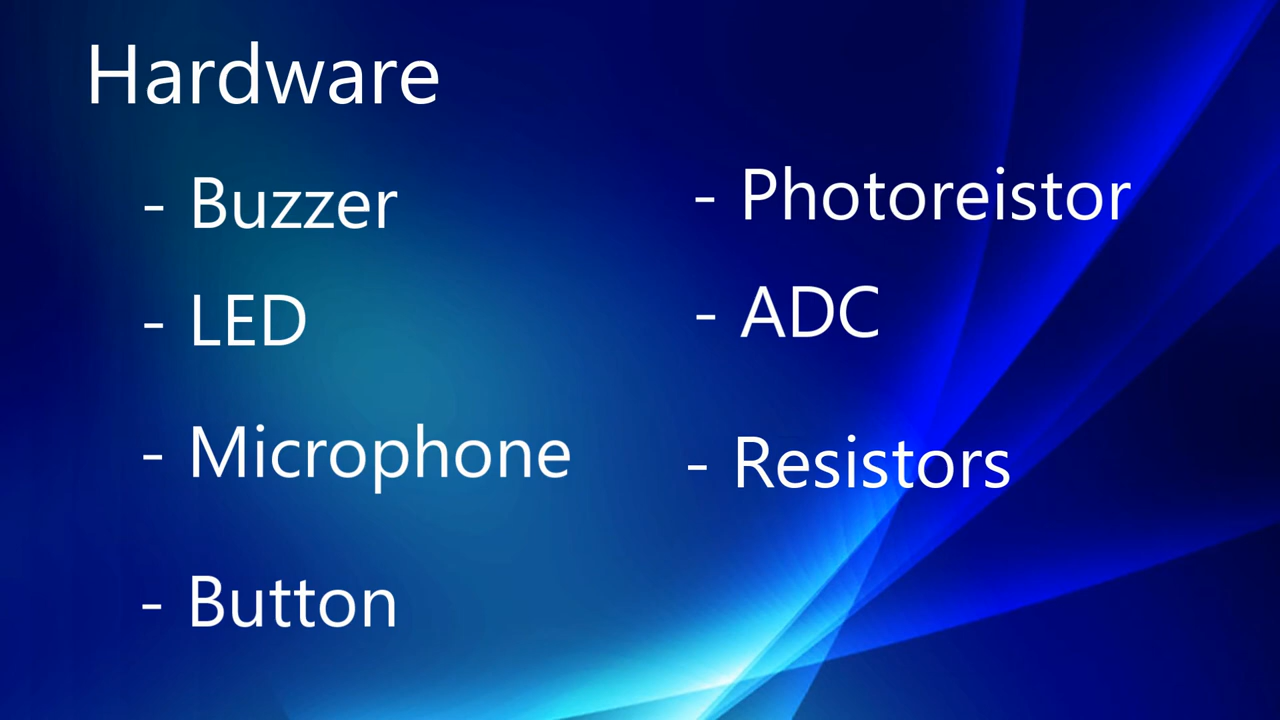 Hardware
- Buzzer
- LED
- Microphone
- Button
- Photoreistor
- ADC
- Resistors